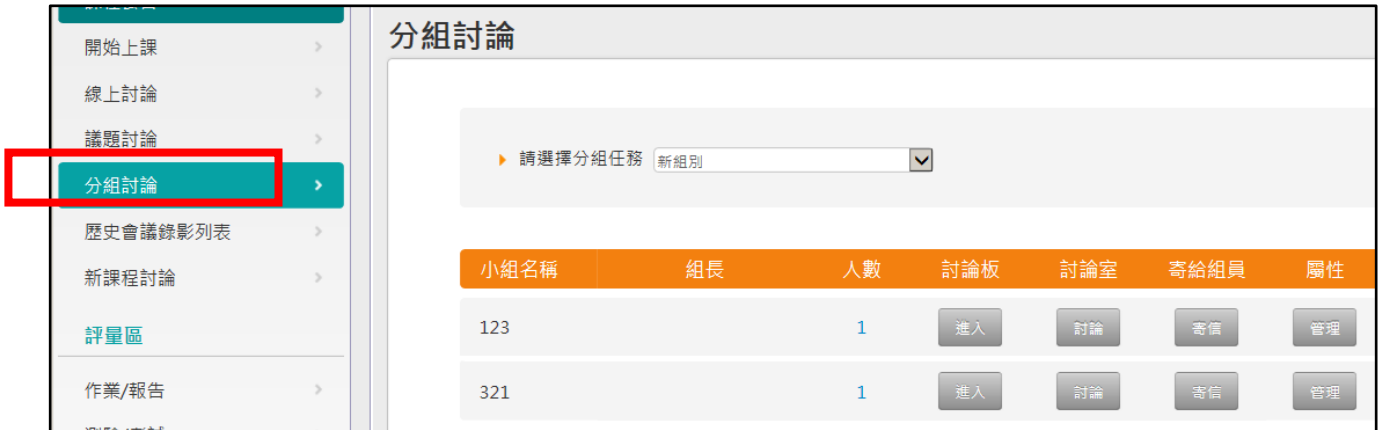 開始上課
線上討論
議題討論
分組討論
歷史會議錄影列表
新課程討論
評量區
作業/報告
分組討論
請選擇分組任務 新組別
小組名稱 組長 人數 討論板 討論室 寄給組員 屬性
123 1 進入 討論 寄信 管理
321 1 進入 討論 寄信 管理